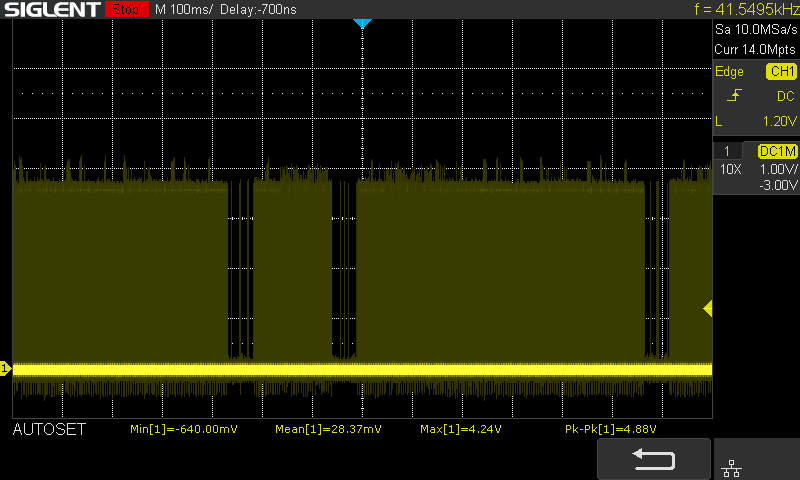 SIGLENT Stop M 100ms/ Delay:-700ns f = 41.5495kHz
Sa 10.0MSa/s
Curr 14.0Mpts
Edge CH1
DC
L 1.20V
1 DC1M
10X 1.00V/
-3.00V
1
AUTOSET Min[1]=-640.00mV Mean[1]=28.37mV Max[1]=4.24V Pk-Pk[1]=4.88V